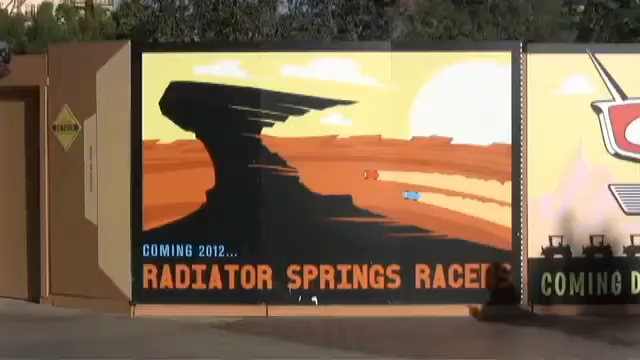 COMING 2012...
RADIATOR SPRINGS RACERS
COMING D